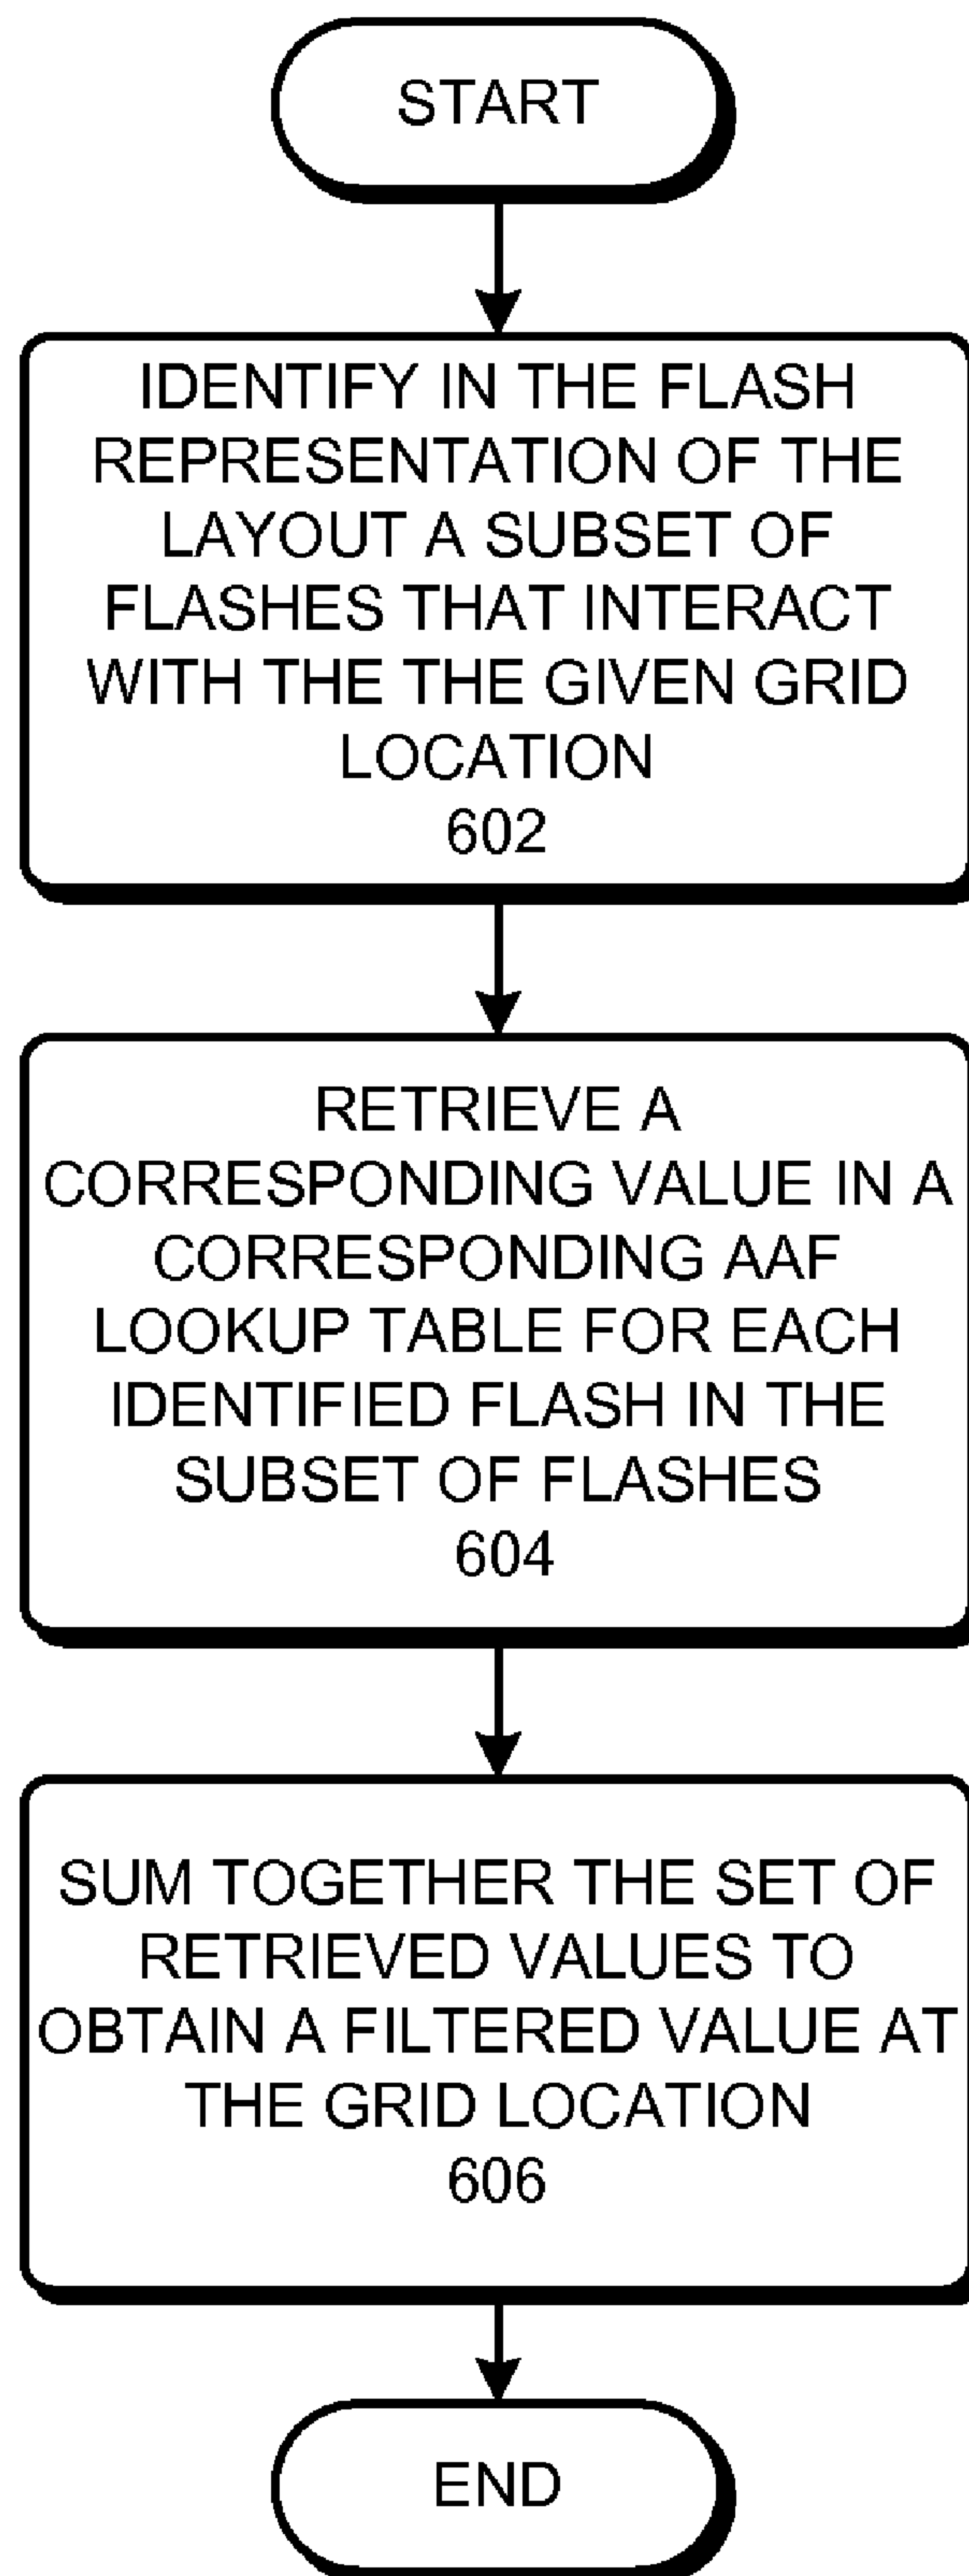 START
IDENTIFY IN THE FLASH
REPRESENTATION OF THE
LAYOUT A SUBSET OF
FLASHES THAT INTERACT
WITH THE THE GIVEN GRID
LOCATION
602
RETRIEVE A
CORRESPONDING VALUE IN A
CORRESPONDING AAF
LOOKUP TABLE FOR EACH
IDENTIFIED FLASH IN THE
SUBSET OF FLASHES
604
SUM TOGETHER THE SET OF
RETRIEVED VALUES TO
OBTAIN A FILTERED VALUE AT
THE GRID LOCATION
606
END